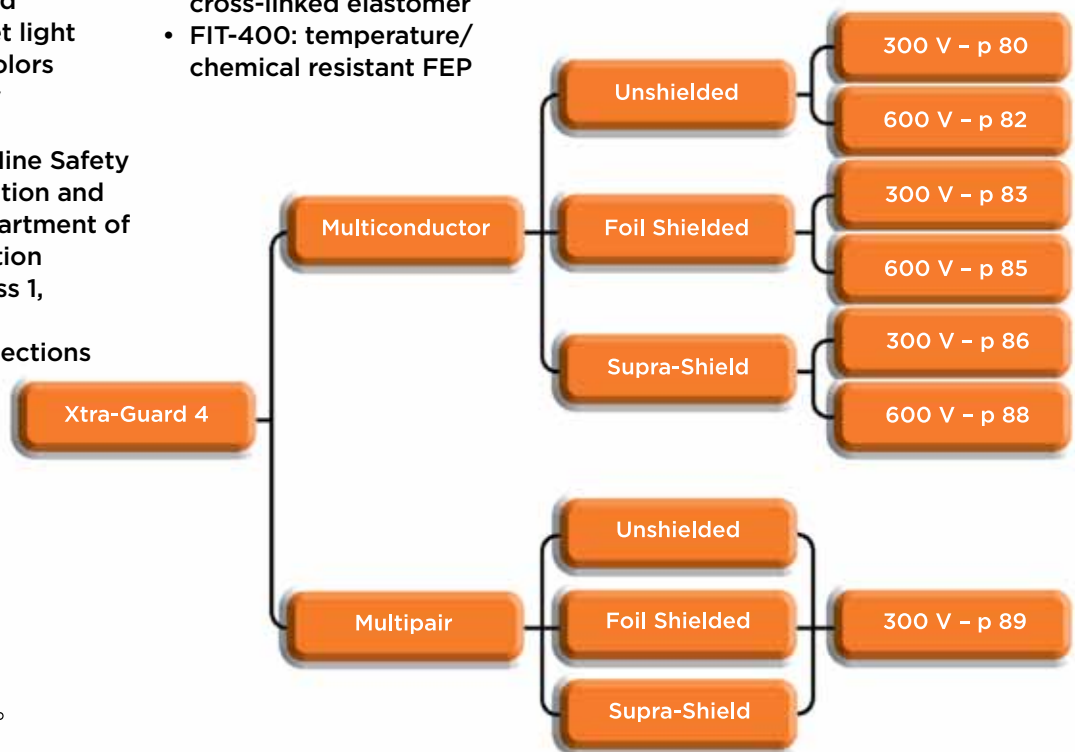 et light
olors
line Safety
tion and
artment of
tion
ss 1,
ections
cross-linked elastomer
• FIT-400: temperature/
chemical resistant FEP
Xtra-Guard 4
Multiconductor
Unshielded
300 V – p 80
600 V – p 82
Foil Shielded
300 V – p 83
600 V – p 85
Supra-Shield
300 V – p 86
600 V – p 88
Multipair
Unshielded
Foil Shielded
Supra-Shield
300 V – p 89